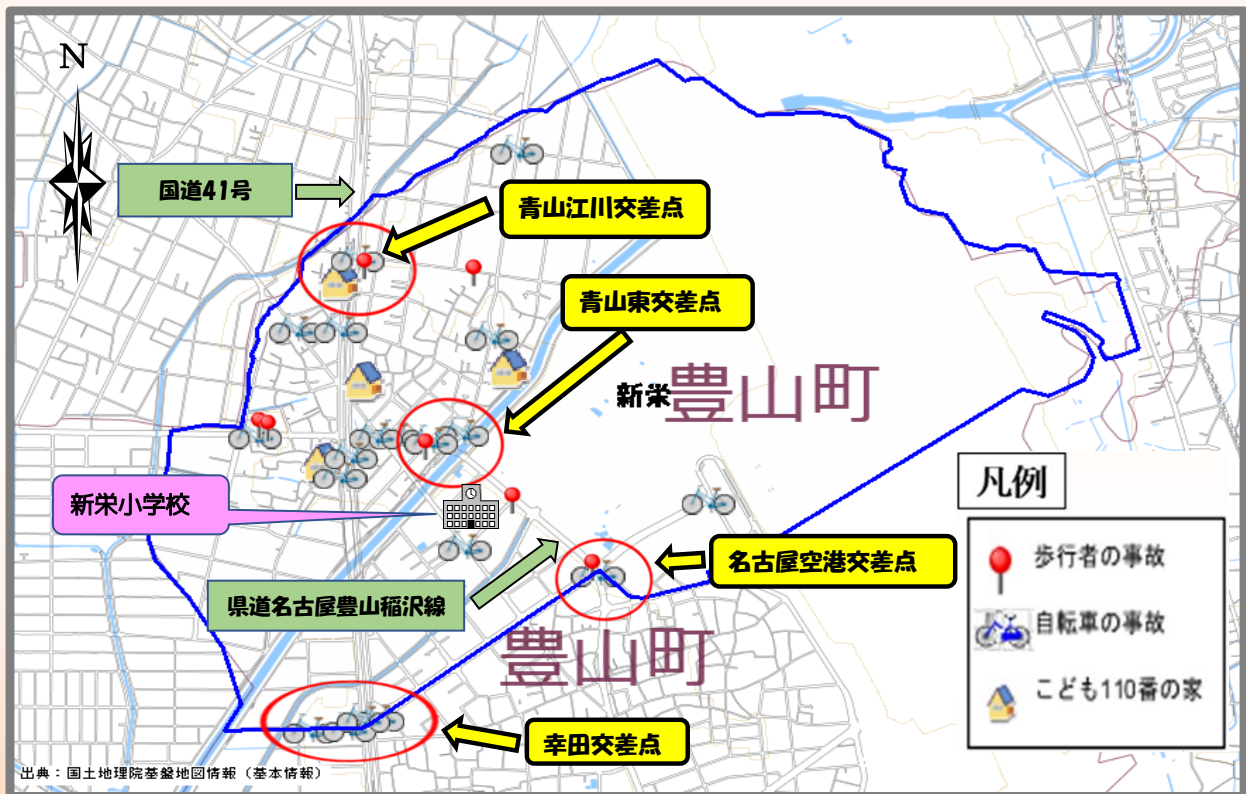 N
国道41号
青山江川交差点
青山東交差点
新栄
豊山町
新栄小学校
凡例
歩行者の事故
自転車の事故
こども110番の家
名古屋空港交差点
県道名古屋豊山稲沢線
豊山町
幸田交差点
出典：国土地理院基盤地図情報（基本情報）